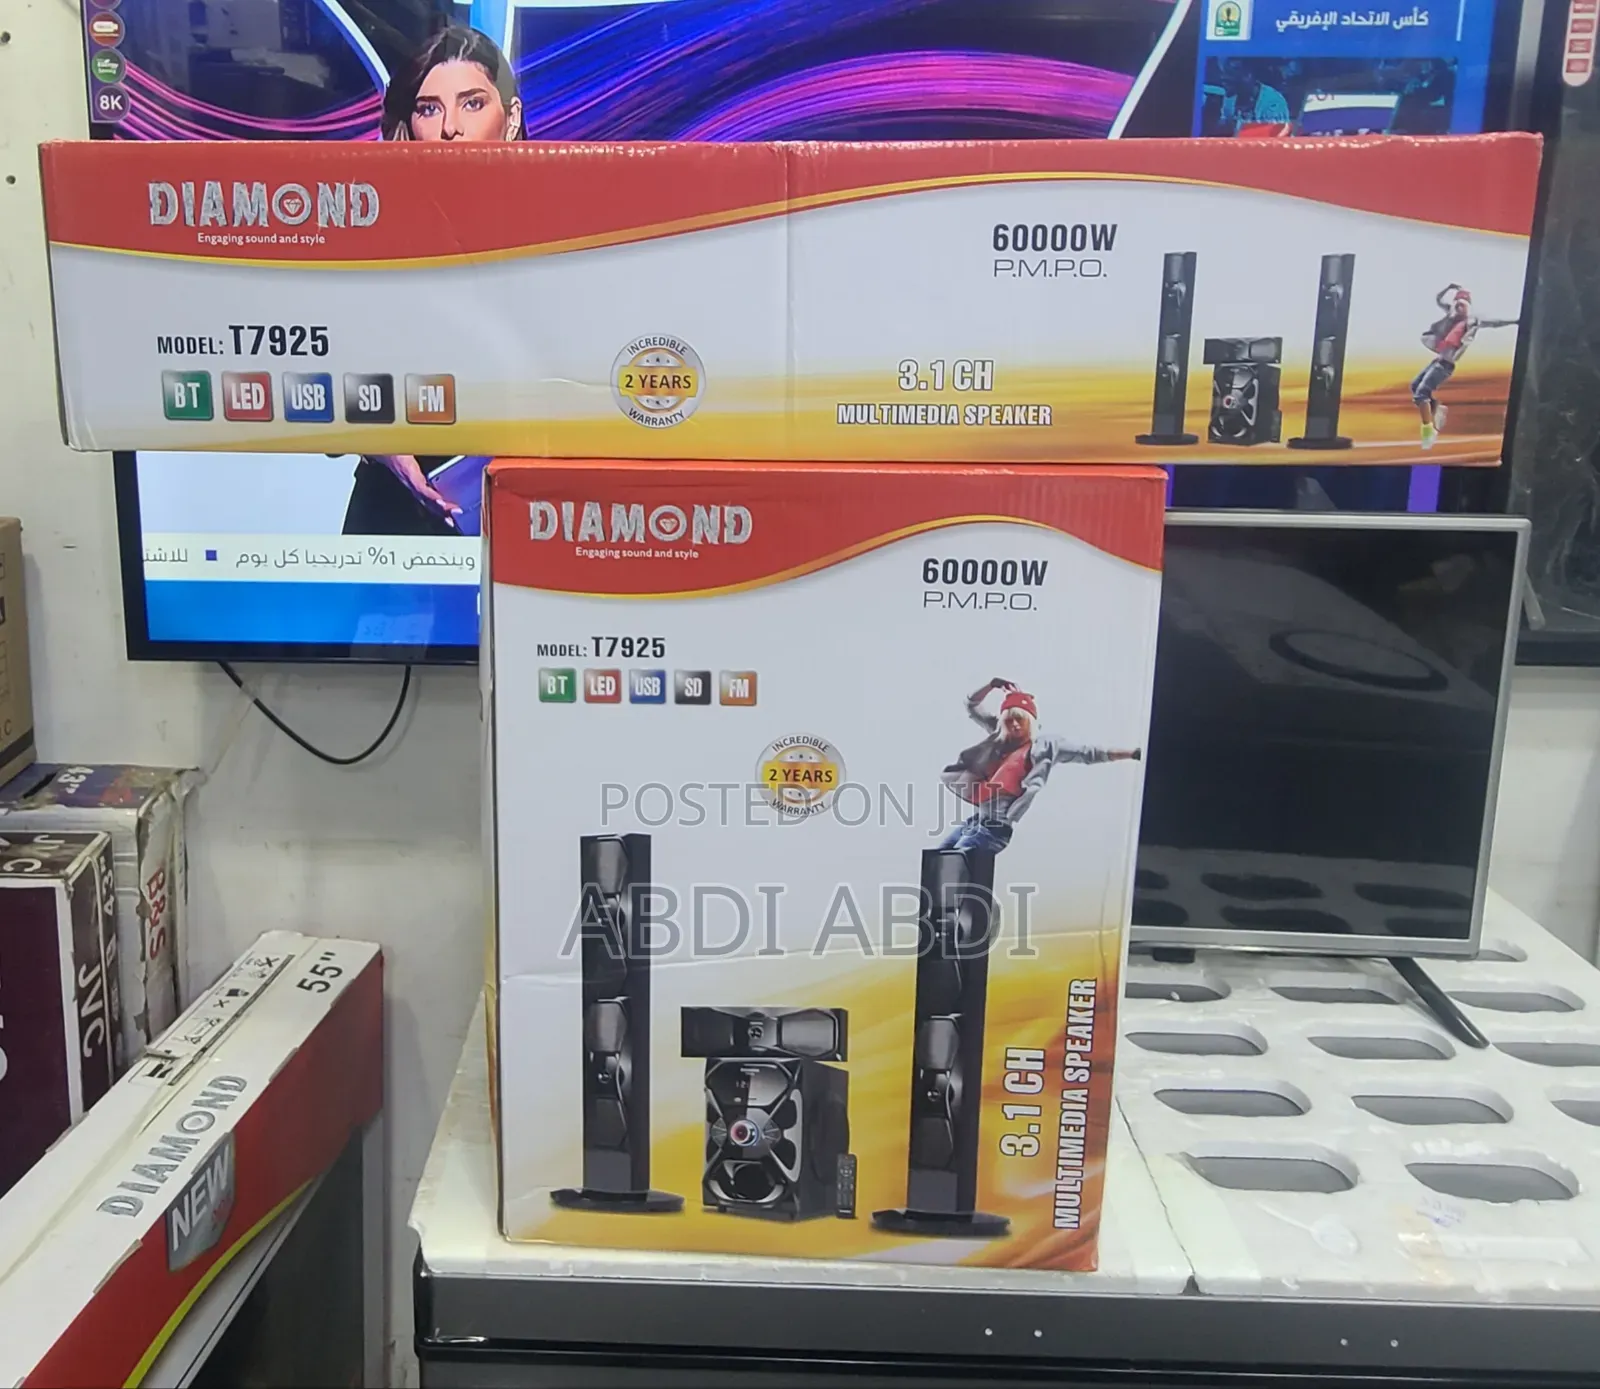 8K
كأس الاتحاد الإفريقي
DIAMOND
Engaging sound and style
60000W
P.M.P.O.
MODEL: T7925
BT LED USB SD FM
INCREDIBLE
2 YEARS
WARRANTY
3.1 CH
MULTIMEDIA SPEAKER
وينخفض 1% تدريجيا كل يوم ■ للاشت
DIAMOND
Engaging sound and style
60000W
P.M.P.O.
MODEL: T7925
BT LED USB SD FM
INCREDIBLE
2 YEARS
WARRANTY
POSTED ON JIJI
ABDI ABDI
3.1 CH
MULTIMEDIA SPEAKER
43"
JVC
43"
JVC
55"
DIAMOND
NEW